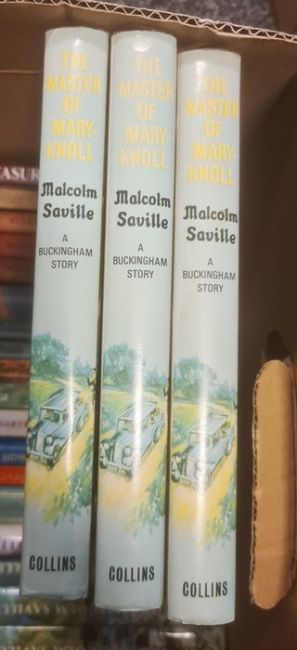 THE
MASTER
OF
MARY-
KNOLL
Malcolm
Saville
A
BUCKINGHAM
STORY
COLLINS
THE
MASTER
OF
MARY-
KNOLL
Malcolm
Saville
A
BUCKINGHAM
STORY
COLLINS
THE
MASTER
OF
MARY-
KNOLL
Malcolm
Saville
A
BUCKINGHAM
STORY
COLLINS